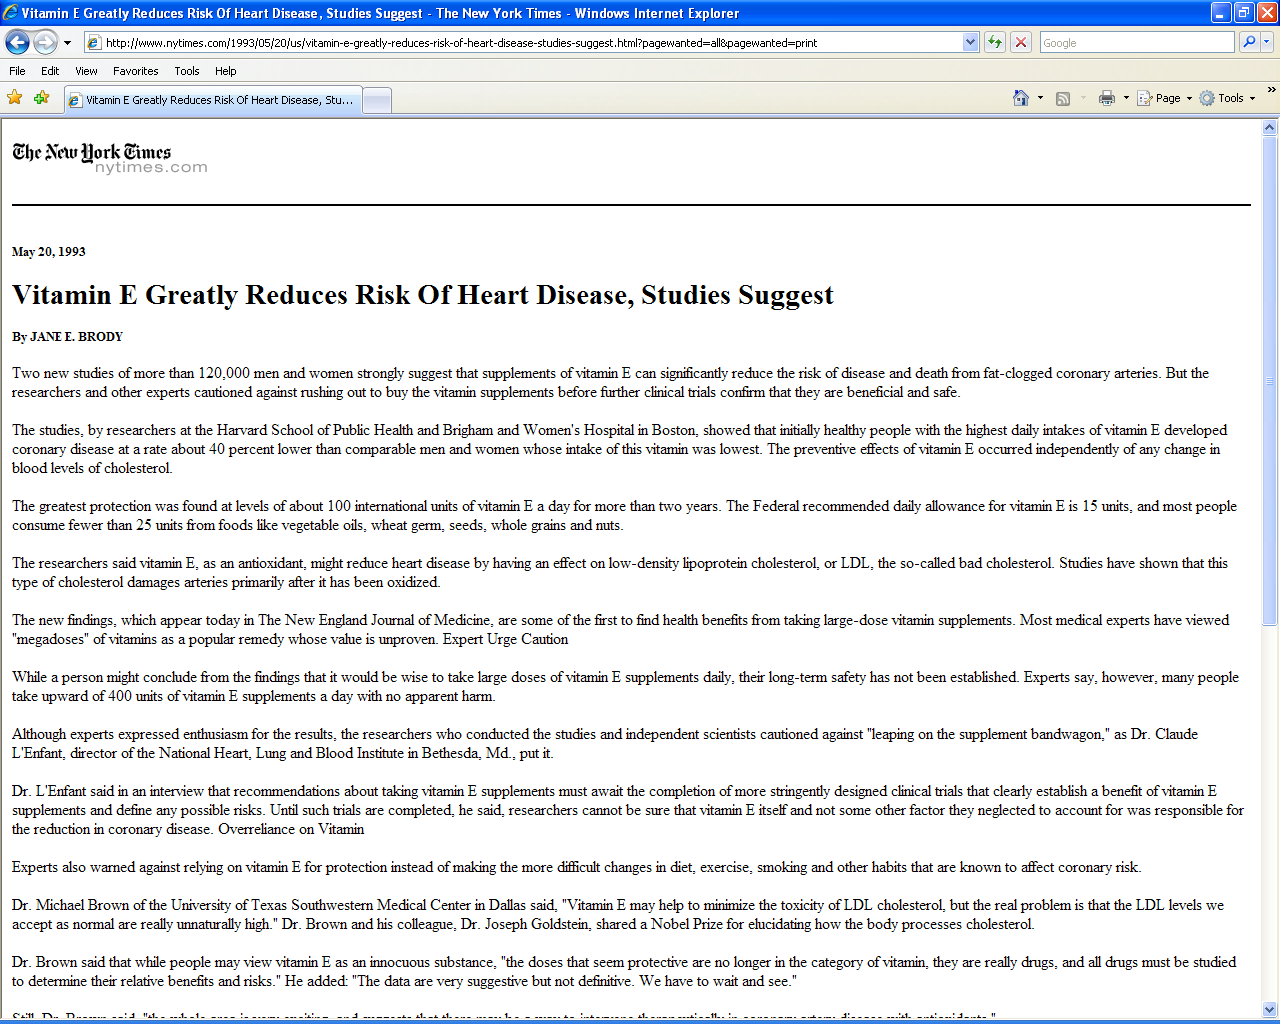 Vitamin E Greatly Reduces Risk Of Heart Disease, Studies Suggest - The New York Times - Windows Internet Explorer
http://www.nytimes.com/1993/05/20/us/vitamin-e-greatly-reduces-risk-of-heart-disease-studies-suggest.html?pagewanted=all&pagewanted=print
Google
File Edit View Favorites Tools Help
Vitamin E Greatly Reduces Risk Of Heart Disease, Stu...
Page Tools
The New York Times
nytimes.com
May 20, 1993
Vitamin E Greatly Reduces Risk Of Heart Disease, Studies Suggest
By JANE E. BRODY
Two new studies of more than 120,000 men and women strongly suggest that supplements of vitamin E can significantly reduce the risk of disease and death from fat-clogged coronary arteries. But the
researchers and other experts cautioned against rushing out to buy the vitamin supplements before further clinical trials confirm that they are beneficial and safe.
The studies, by researchers at the Harvard School of Public Health and Brigham and Women's Hospital in Boston, showed that initially healthy people with the highest daily intakes of vitamin E developed
coronary disease at a rate about 40 percent lower than comparable men and women whose intake of this vitamin was lowest. The preventive effects of vitamin E occurred independently of any change in
blood levels of cholesterol.
The greatest protection was found at levels of about 100 international units of vitamin E a day for more than two years. The Federal recommended daily allowance for vitamin E is 15 units, and most people
consume fewer than 25 units from foods like vegetable oils, wheat germ, seeds, whole grains and nuts.
The researchers said vitamin E, as an antioxidant, might reduce heart disease by having an effect on low-density lipoprotein cholesterol, or LDL, the so-called bad cholesterol. Studies have shown that this
type of cholesterol damages arteries primarily after it has been oxidized.
The new findings, which appear today in The New England Journal of Medicine, are some of the first to find health benefits from taking large-dose vitamin supplements. Most medical experts have viewed
"megadoses" of vitamins as a popular remedy whose value is unproven. Expert Urge Caution
While a person might conclude from the findings that it would be wise to take large doses of vitamin E supplements daily, their long-term safety has not been established. Experts say, however, many people
take upward of 400 units of vitamin E supplements a day with no apparent harm.
Although experts expressed enthusiasm for the results, the researchers who conducted the studies and independent scientists cautioned against "leaping on the supplement bandwagon," as Dr. Claude
L'Enfant, director of the National Heart, Lung and Blood Institute in Bethesda, Md., put it.
Dr. L'Enfant said in an interview that recommendations about taking vitamin E supplements must await the completion of more stringently designed clinical trials that clearly establish a benefit of vitamin E
supplements and define any possible risks. Until such trials are completed, he said, researchers cannot be sure that vitamin E itself and not some other factor they neglected to account for was responsible for
the reduction in coronary disease. Overreliance on Vitamin
Experts also warned against relying on vitamin E for protection instead of making the more difficult changes in diet, exercise, smoking and other habits that are known to affect coronary risk.
Dr. Michael Brown of the University of Texas Southwestern Medical Center in Dallas said, "Vitamin E may help to minimize the toxicity of LDL cholesterol, but the real problem is that the LDL levels we
accept as normal are really unnaturally high." Dr. Brown and his colleague, Dr. Joseph Goldstein, shared a Nobel Prize for elucidating how the body processes cholesterol.
Dr. Brown said that while people may view vitamin E as an innocuous substance, "the doses that seem protective are no longer in the category of vitamin, they are really drugs, and all drugs must be studied
to determine their relative benefits and risks." He added: "The data are very suggestive but not definitive. We have to wait and see."
Still, Dr. Brown said, "the whole area is very exciting, and suggests that there may be a way to intervene therapeutically in coronary artery disease with antioxidants."